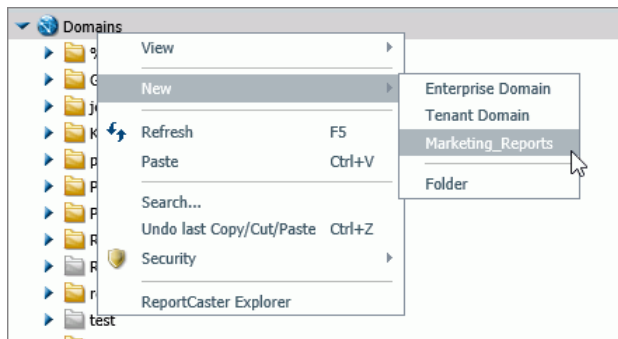 Domains
View
New
Enterprise Domain
Tenant Domain
Marketing_Reports
Folder
Refresh F5
Paste Ctrl+V
Search...
Undo last Copy/Cut/Paste Ctrl+Z
Security
ReportCaster Explorer
test